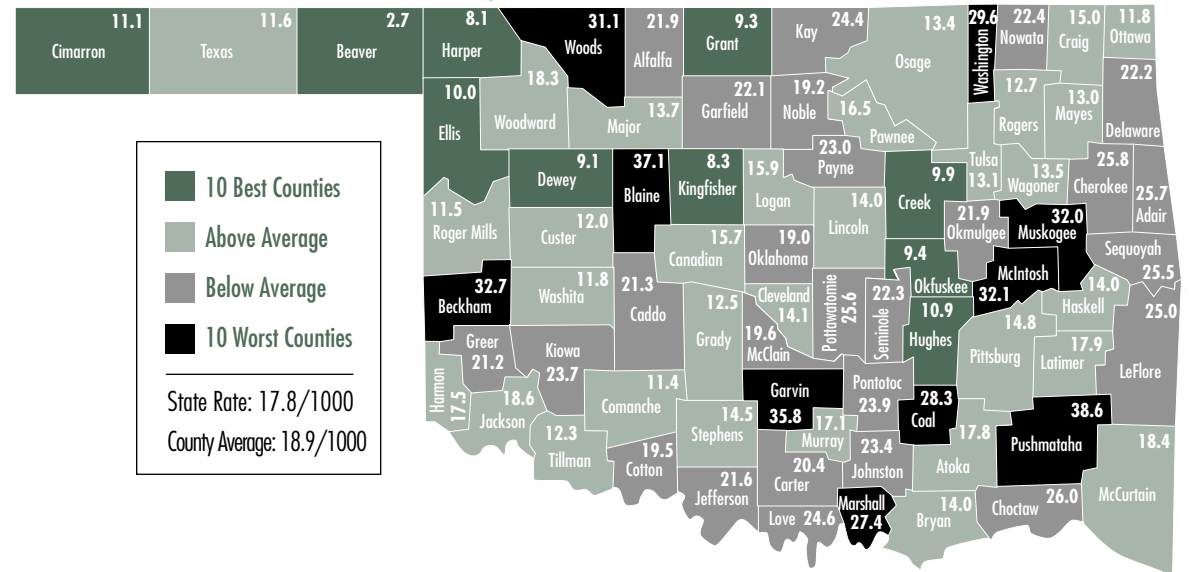 11.1
Cimarron
11.6
Texas
2.7
Beaver
8.1
Harper
31.1
Woods
21.9
Alfalfa
9.3
Grant
24.4
Kay
13.4
Osage
29.6
Washington
22.4
Nowata
15.0
Craig
11.8
Ottawa
10.0
Ellis
18.3
Woodward
13.7
Major
22.1
Garfield
19.2
Noble
16.5
Pawnee
12.7
Rogers
13.0
Mayes
22.2
Delaware
10 Best Counties
Above Average
Below Average
10 Worst Counties
State Rate: 17.8/1000
County Average: 18.9/1000
9.1
Dewey
37.1
Blaine
8.3
Kingfisher
15.9
Logan
23.0
Payne
9.9
Creek
Tulsa
13.1
13.5
Wagoner
25.8
Cherokee
25.7
Adair
11.5
Roger Mills
12.0
Custer
15.7
Canadian
19.0
Oklahoma
14.0
Lincoln
21.9
Okmulgee
32.0
Muskogee
Sequoyah
25.5
32.7
Beckham
11.8
Washita
21.3
Caddo
12.5
Grady
Cleveland
14.1
19.6
McClain
Pottawatomie
25.6
Seminole
22.3
9.4
Okfuskee
McIntosh
32.1
14.0
Haskell
10.9
Hughes
14.8
Pittsburg
17.9
Latimer
25.0
LeFlore
Greer
21.2
Kiowa
23.7
Harmon
17.5
18.6
Jackson
12.3
Tillman
11.4
Comanche
19.5
Cotton
14.5
Stephens
21.6
Jefferson
Garvin
35.8
17.1
Murray
Pontotoc
23.9
28.3
Coal
17.8
Atoka
38.6
Pushmataha
18.4
McCurtain
20.4
Carter
23.4
Johnston
Love 24.6
Marshall
27.4
14.0
Bryan
26.0
Choctaw